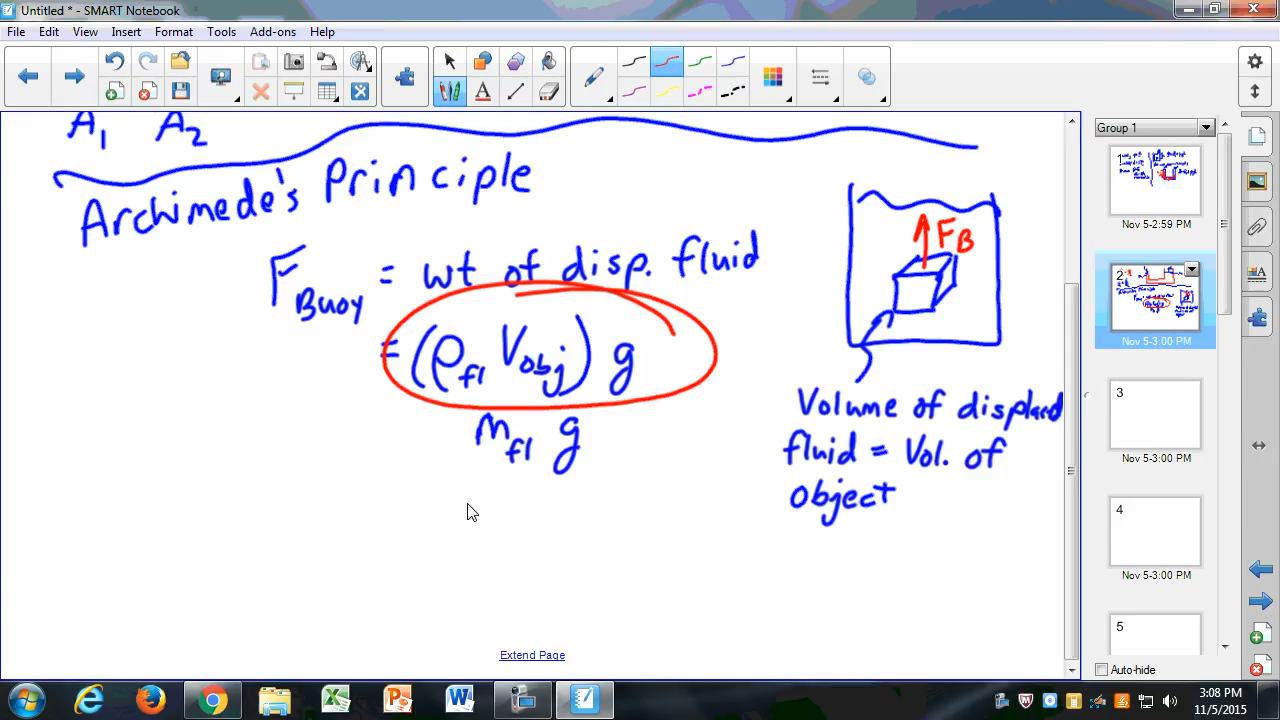 Untitled * - SMART Notebook
File Edit View Insert Format Tools Add-ons Help
A1 A2
Archimede's Principle
FBuoy = wt of disp. fluid
= (ρfl Vobj) g
mfl g
FB
Volume of displaced
fluid = Vol. of
object
Extend Page
Group 1
Nov 5-2:59 PM
2
Nov 5-3:00 PM
3
Nov 5-3:00 PM
4
Nov 5-3:00 PM
5
Auto-hide
3:08 PM
11/5/2015